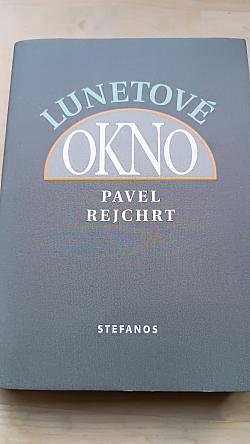 LUNETOVÉ
OKNO
PAVEL
REJCHRT
STEFANOS